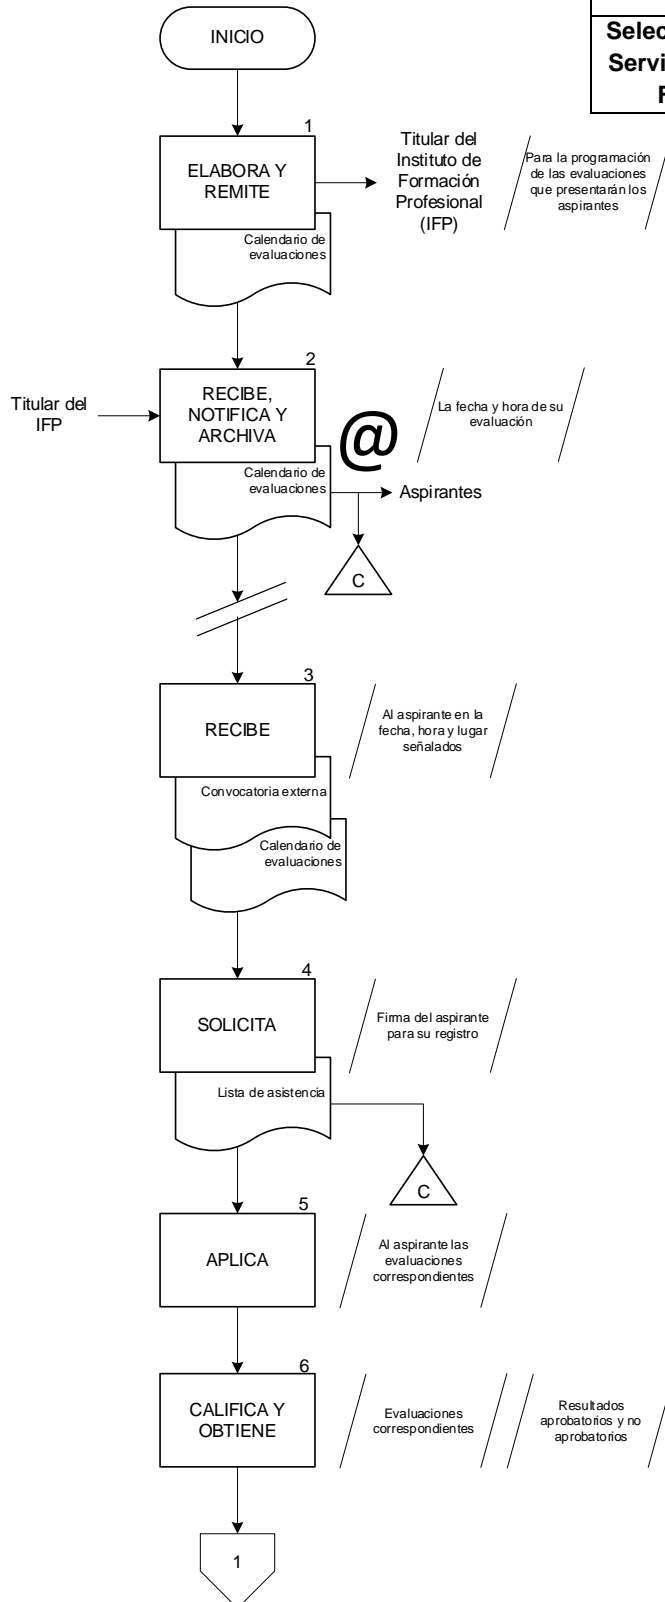 INICIO
Selec
Servi
F
1
ELABORA Y
REMITE
Titular del
Instituto de
Formación
Profesional
(IFP)
Para la programación
de las evaluaciones
que presentarán los
aspirantes
Calendario de
evaluaciones
2
Titular del
IFP
RECIBE,
NOTIFICA Y
ARCHIVA
@
La fecha y hora de su
evaluación
Calendario de
evaluaciones
Aspirantes
C
3
RECIBE
Al aspirante en la
fecha, hora y lugar
señalados
Convocatoria externa
Calendario de
evaluaciones
4
SOLICITA
Firma del aspirante
para su registro
Lista de asistencia
C
5
APLICA
Al aspirante las
evaluaciones
correspondientes
6
CALIFICA Y
OBTIENE
Evaluaciones
correspondientes
Resultados
aprobatorios y no
aprobatorios
1